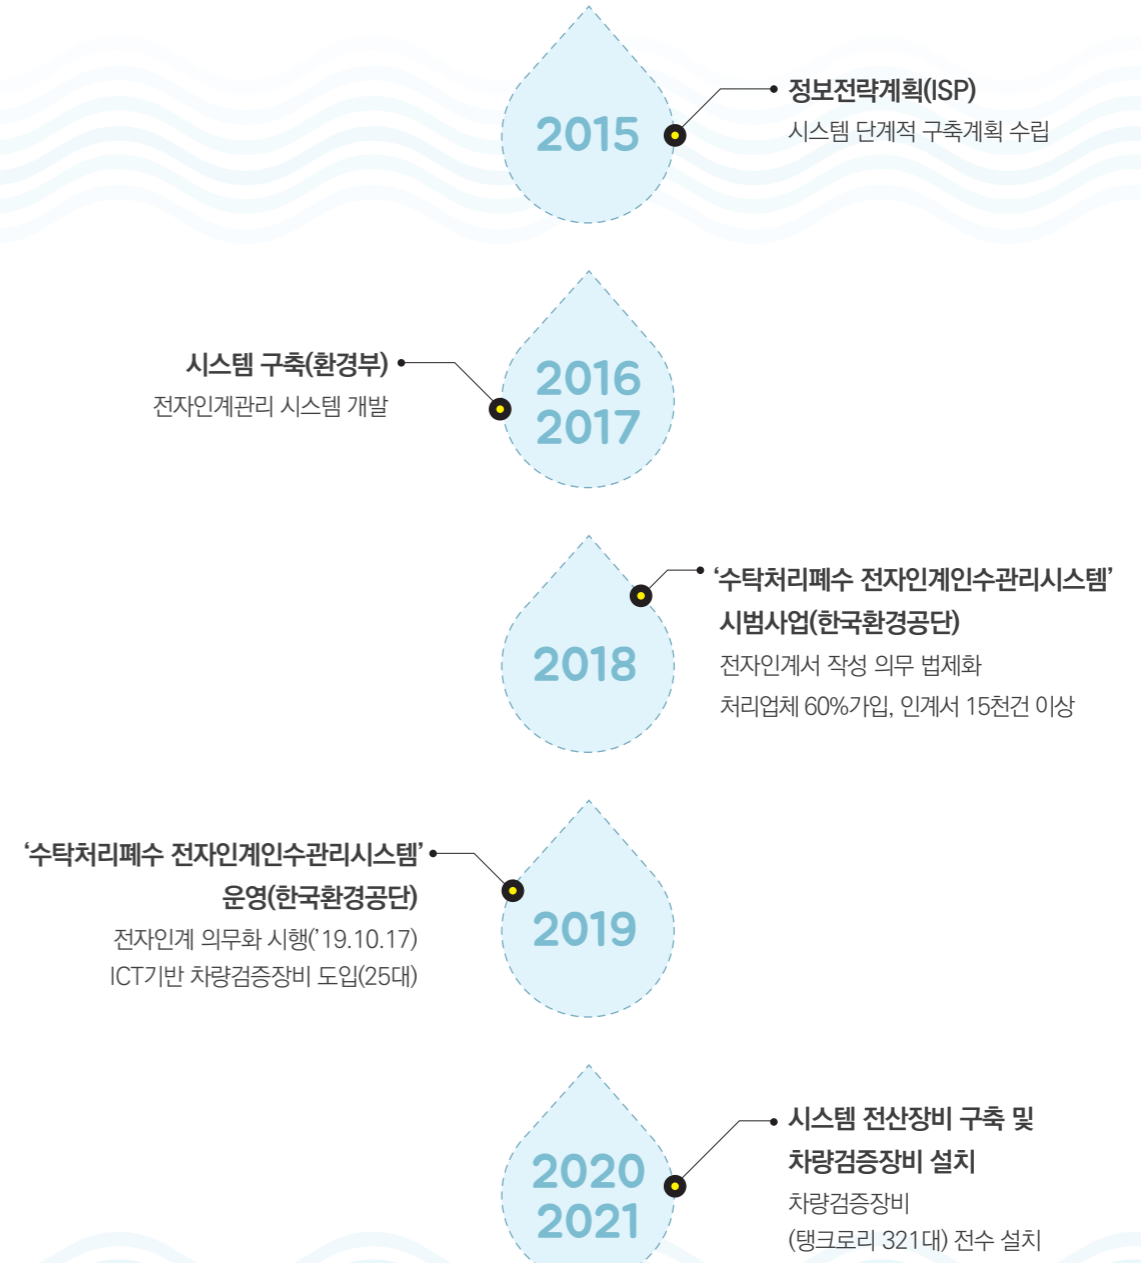 2015
정보전략계획(ISP)
시스템 단계적 구축계획 수립
2016
2017
시스템 구축(환경부)
전자인계관리 시스템 개발
2018
‘수탁처리폐수 전자인계인수관리시스템’
시범사업(한국환경공단)
전자인계서 작성 의무 법제화
처리업체 60%가입, 인계서 15천건 이상
2019
‘수탁처리폐수 전자인계인수관리시스템’
운영(한국환경공단)
전자인계 의무화 시행(’19.10.17)
ICT기반 차량검증장비 도입(25대)
2020
2021
시스템 전산장비 구축 및
차량검증장비 설치
차량검증장비
(탱크로리 321대) 전수 설치